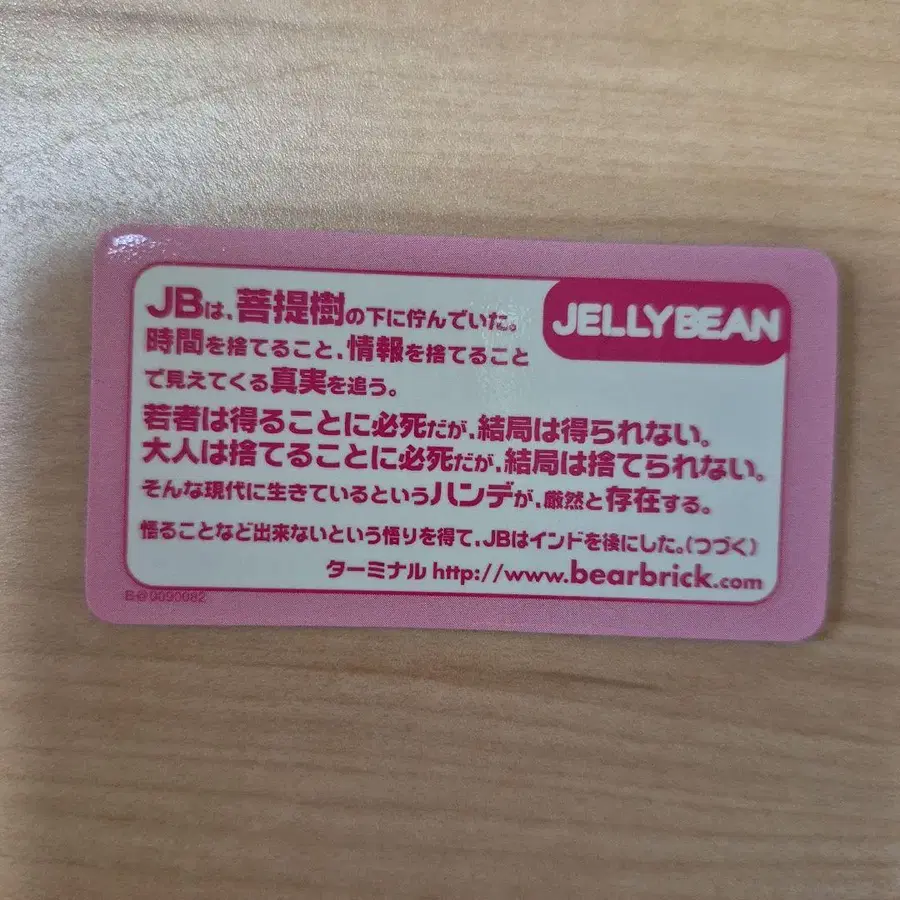 JBは、菩提樹の下に佇んでいた。
JELLYBEAN
時間を捨てること、情報を捨てること
で見えてくる真実を追う。
若者は得ることに必死だが、結局は得られない。
大人は捨てることに必死だが、結局は捨てられない。
そんな現代に生きているというハンデが、厳然と存在する。
悟ることなど出来ないという悟りを得て、JBはインドを後にした。(つづく)
ターミナル http://www.bearbrick.com